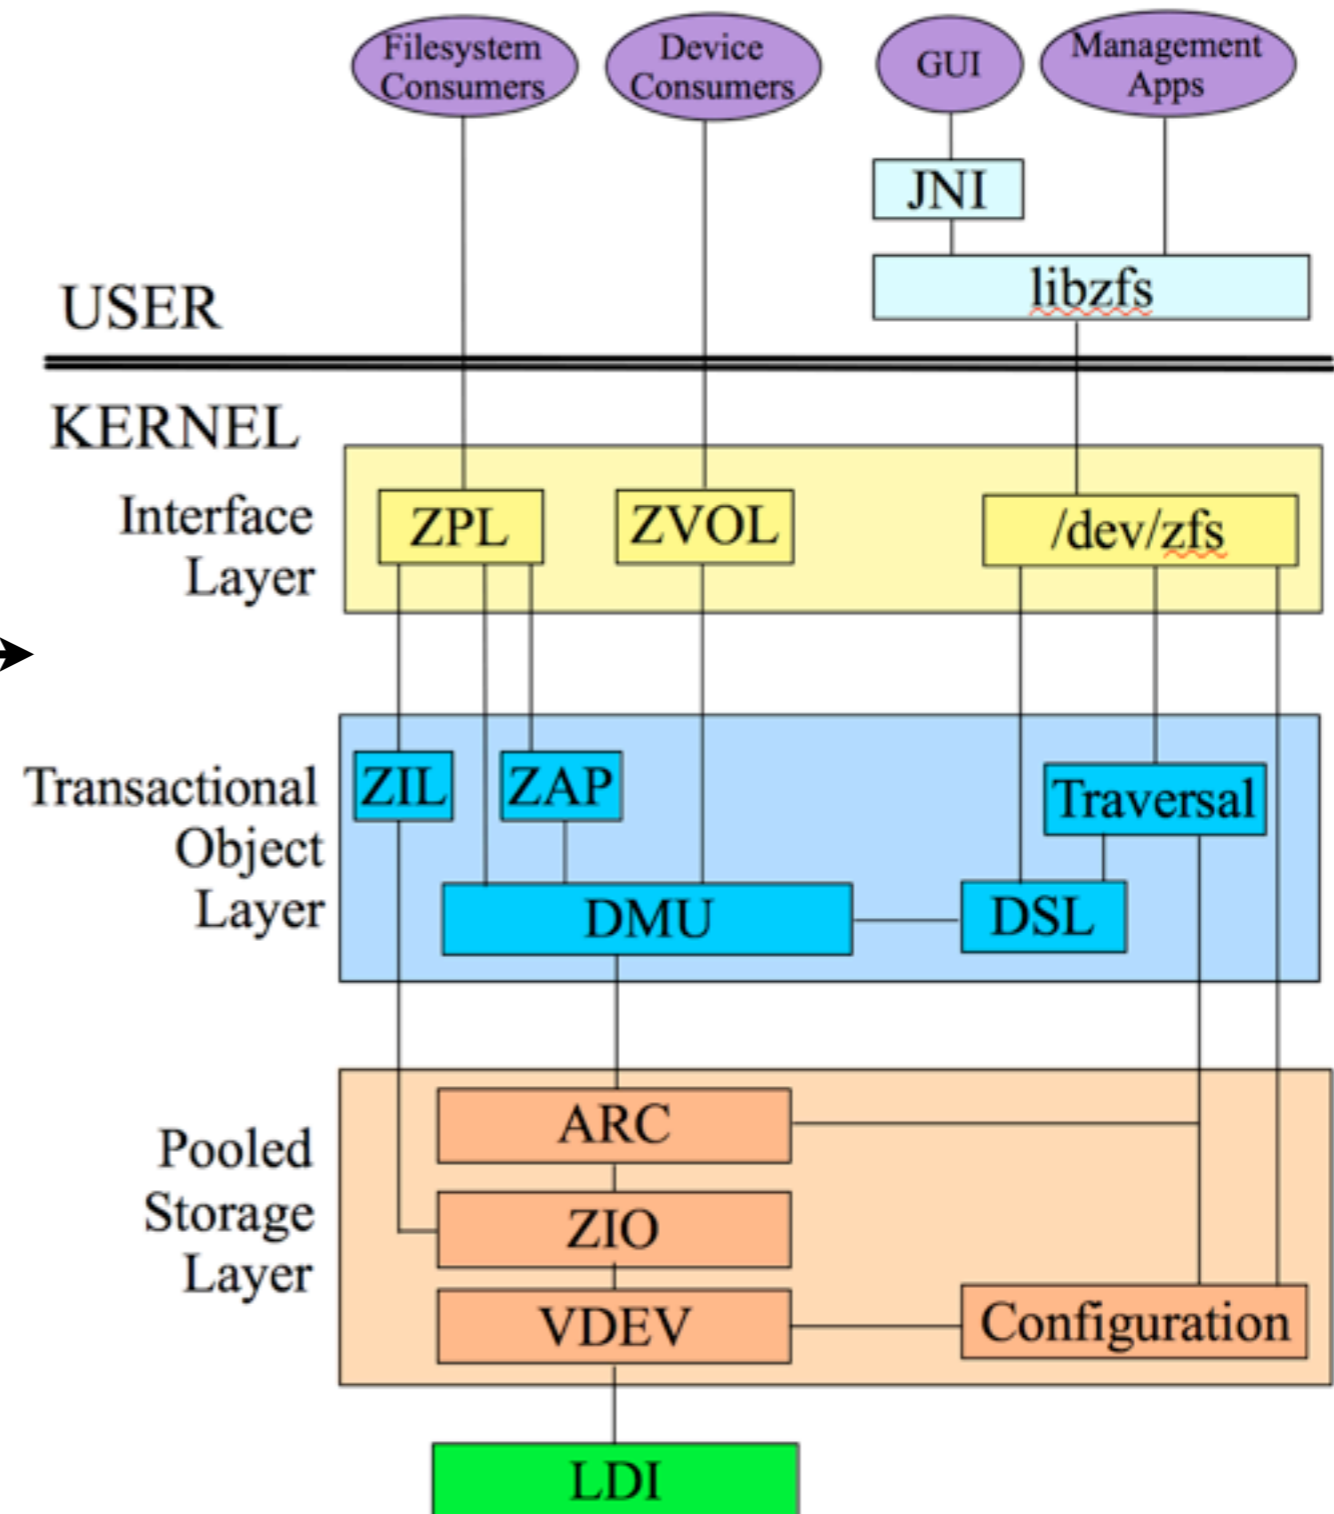 Filesystem
Consumers
Device
Consumers
GUI
Management
Apps
JNI
libzfs
USER
KERNEL
Interface
Layer
ZPL
ZVOL
/dev/zfs
Transactional
Object
Layer
ZIL
ZAP
Traversal
DMU
DSL
Pooled
Storage
Layer
ARC
ZIO
VDEV
Configuration
LDI